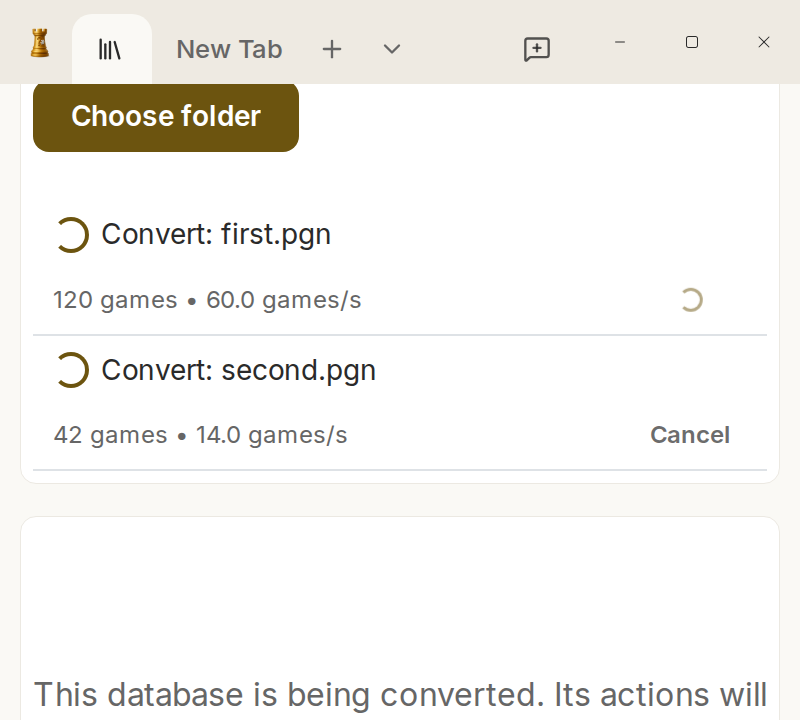 New Tab
Choose folder
Convert: first.pgn
120 games • 60.0 games/s
Convert: second.pgn
42 games • 14.0 games/s
Cancel
This database is being converted. Its actions will